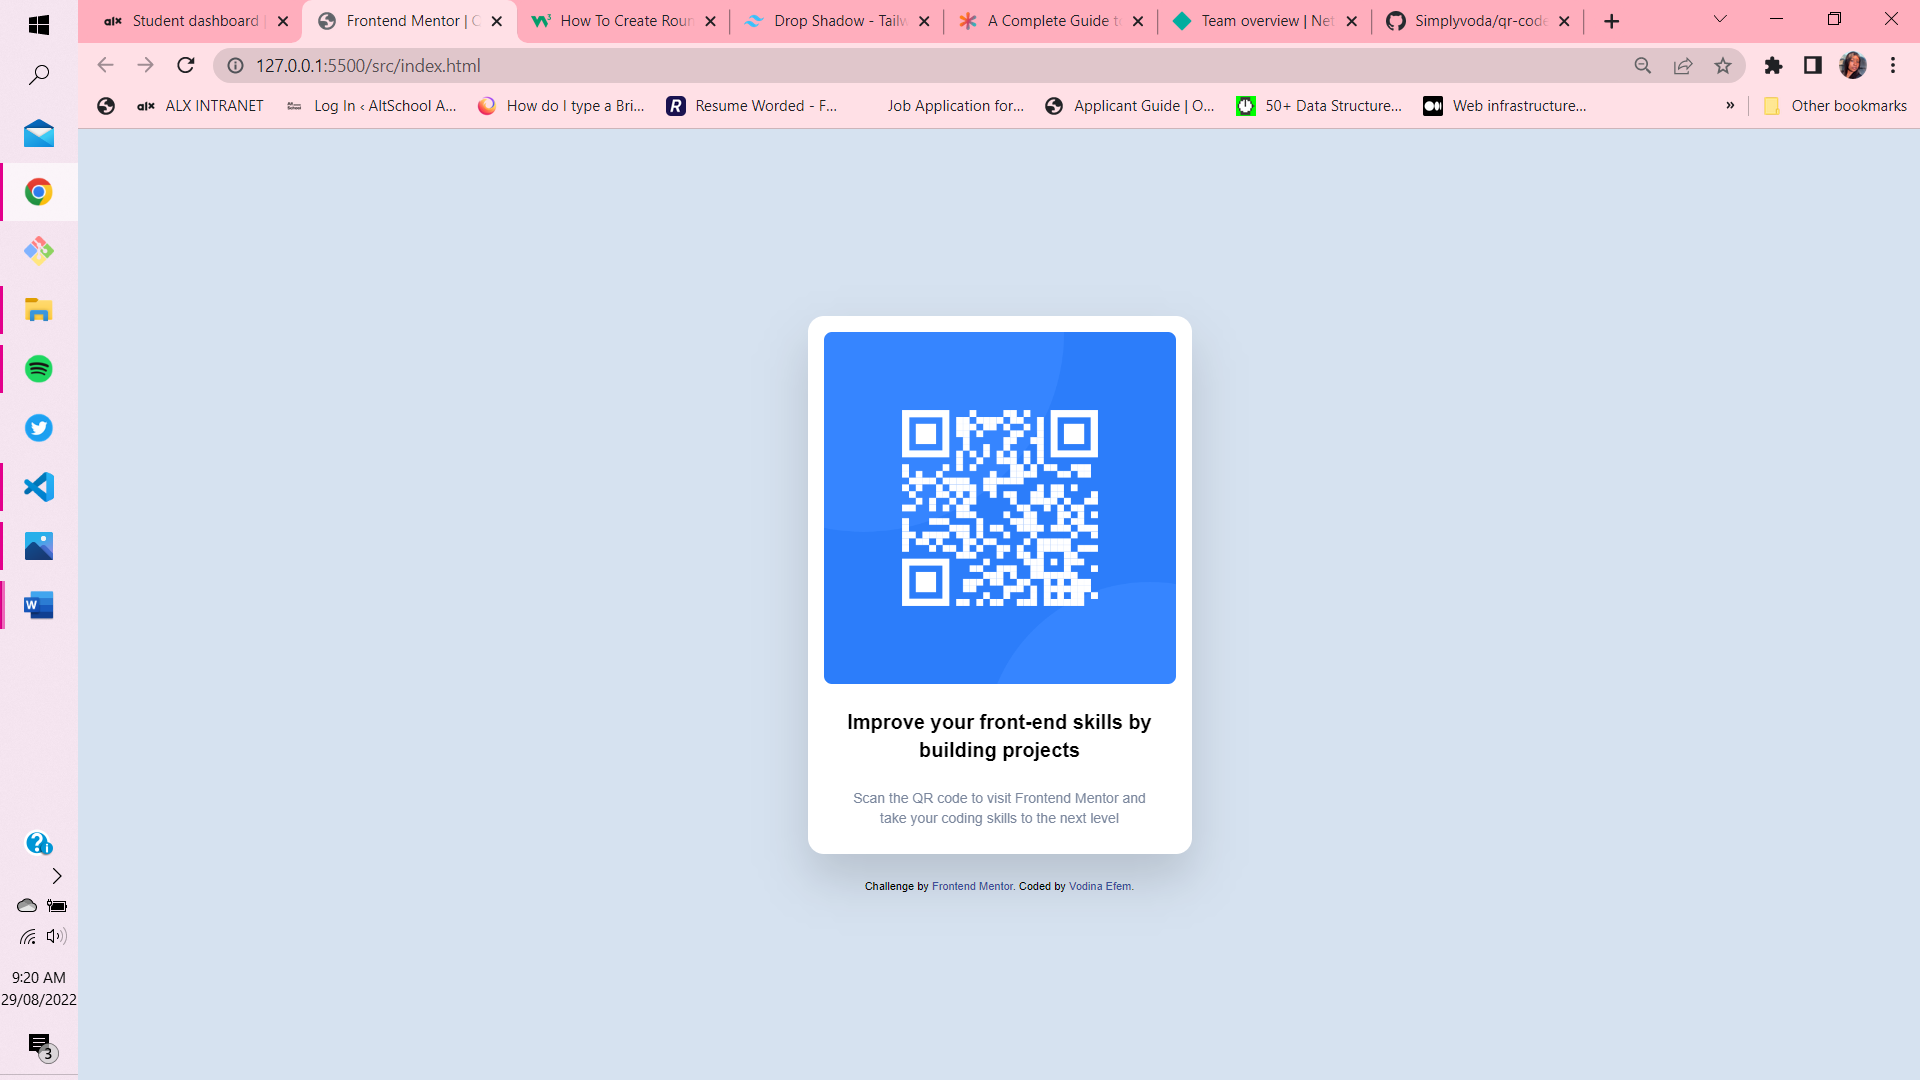 Student dashboard |
Frontend Mentor | Q
How To Create Roun
Drop Shadow - Tailw
A Complete Guide to
Team overview | Net
Simplyvoda/qr-code
127.0.0.1:5500/src/index.html
alx ALX INTRANET
Log In ‹ AltSchool A...
How do I type a Bri...
R Resume Worded - F...
Job Application for...
Applicant Guide | O...
50+ Data Structure...
Web infrastructure...
»
Other bookmarks
Improve your front-end skills by
building projects
Scan the QR code to visit Frontend Mentor and
take your coding skills to the next level
Challenge by Frontend Mentor. Coded by Vodina Efem.
9:20 AM
29/08/2022
3